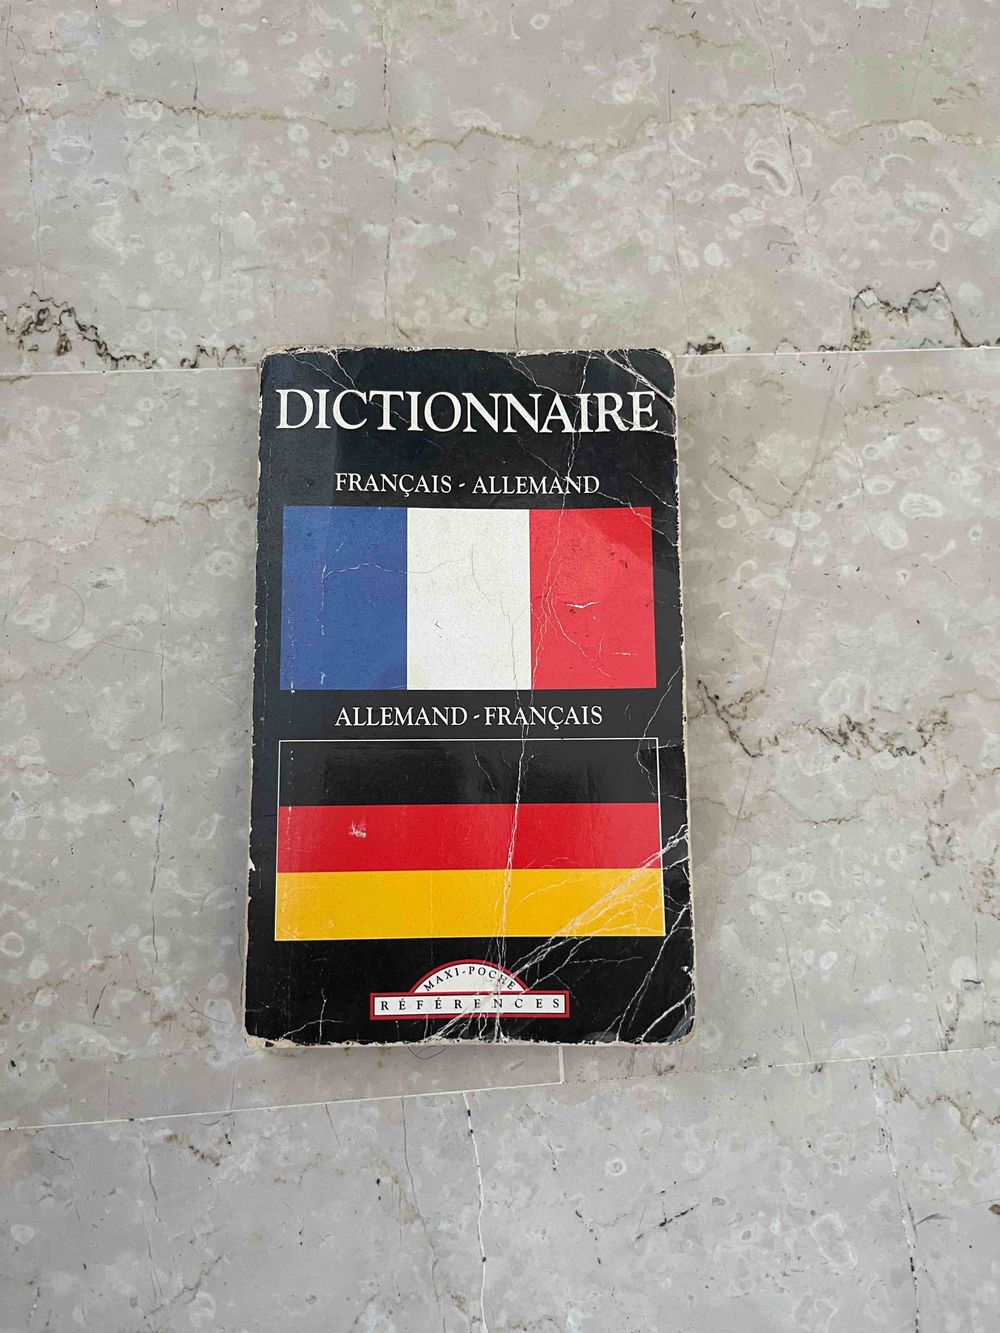 DICTIONNAIRE
FRANÇAIS - ALLEMAND
ALLEMAND - FRANÇAIS
MAXI-POCHE
RÉFÉRENCES